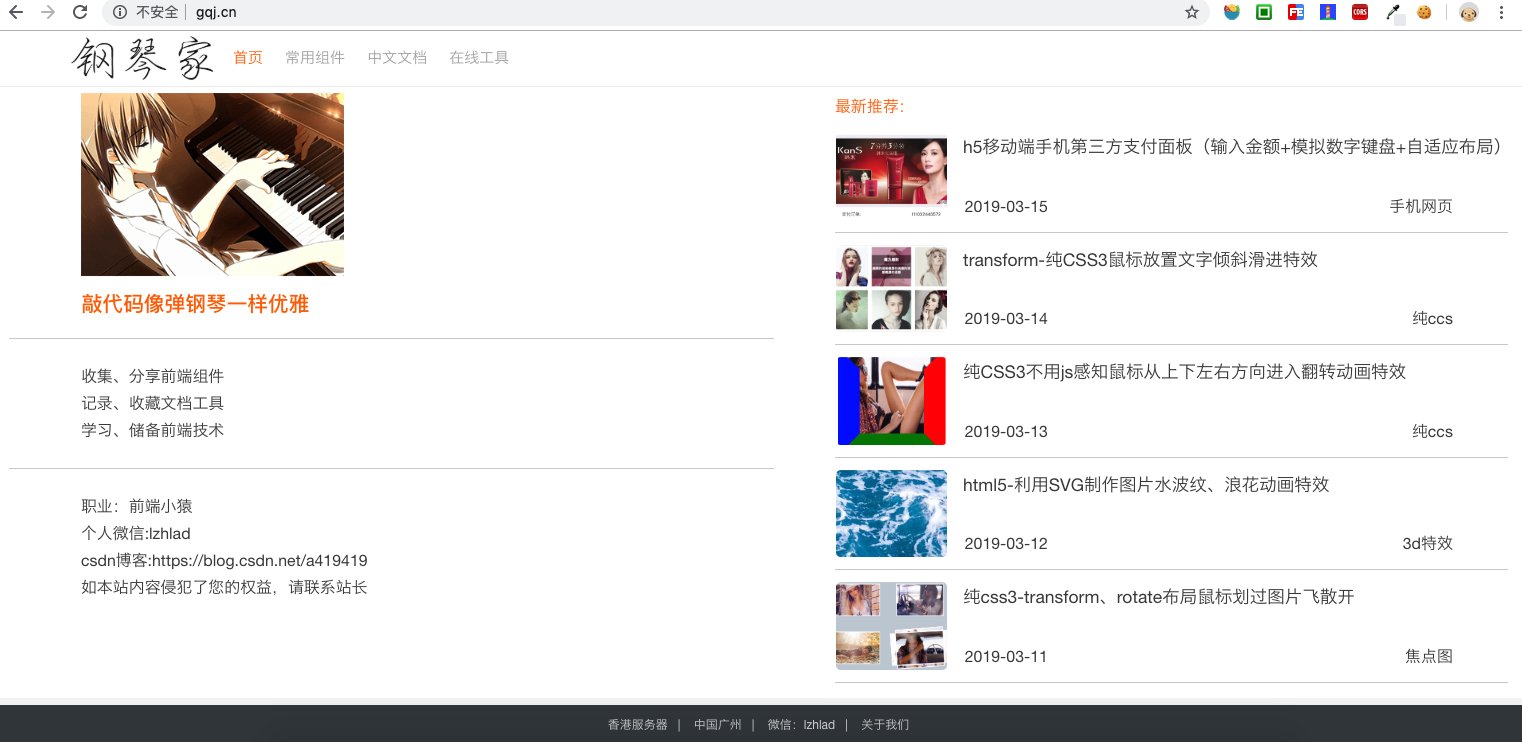 不安全 gqj.cn
钢琴家 首页 常用组件 中文文档 在线工具
敲代码像弹钢琴一样优雅
收集、分享前端组件
记录、收藏文档工具
学习、储备前端技术
职业：前端小猿
个人微信:lzhlad
csdn博客:https://blog.csdn.net/a419419
如本站内容侵犯了您的权益，请联系站长
最新推荐：
KanS
h5移动端手机第三方支付面板（输入金额+模拟数字键盘+自适应布局）
2019-03-15 手机网页
transform-纯CSS3鼠标放置文字倾斜滑进特效
2019-03-14 纯ccs
纯CSS3不用js感知鼠标从上下左右方向进入翻转动画特效
2019-03-13 纯ccs
html5-利用SVG制作图片水波纹、浪花动画特效
2019-03-12 3d特效
纯css3-transform、rotate布局鼠标划过图片飞散开
2019-03-11 焦点图
香港服务器 | 中国广州 | 微信：lzhlad | 关于我们
FE
CORS